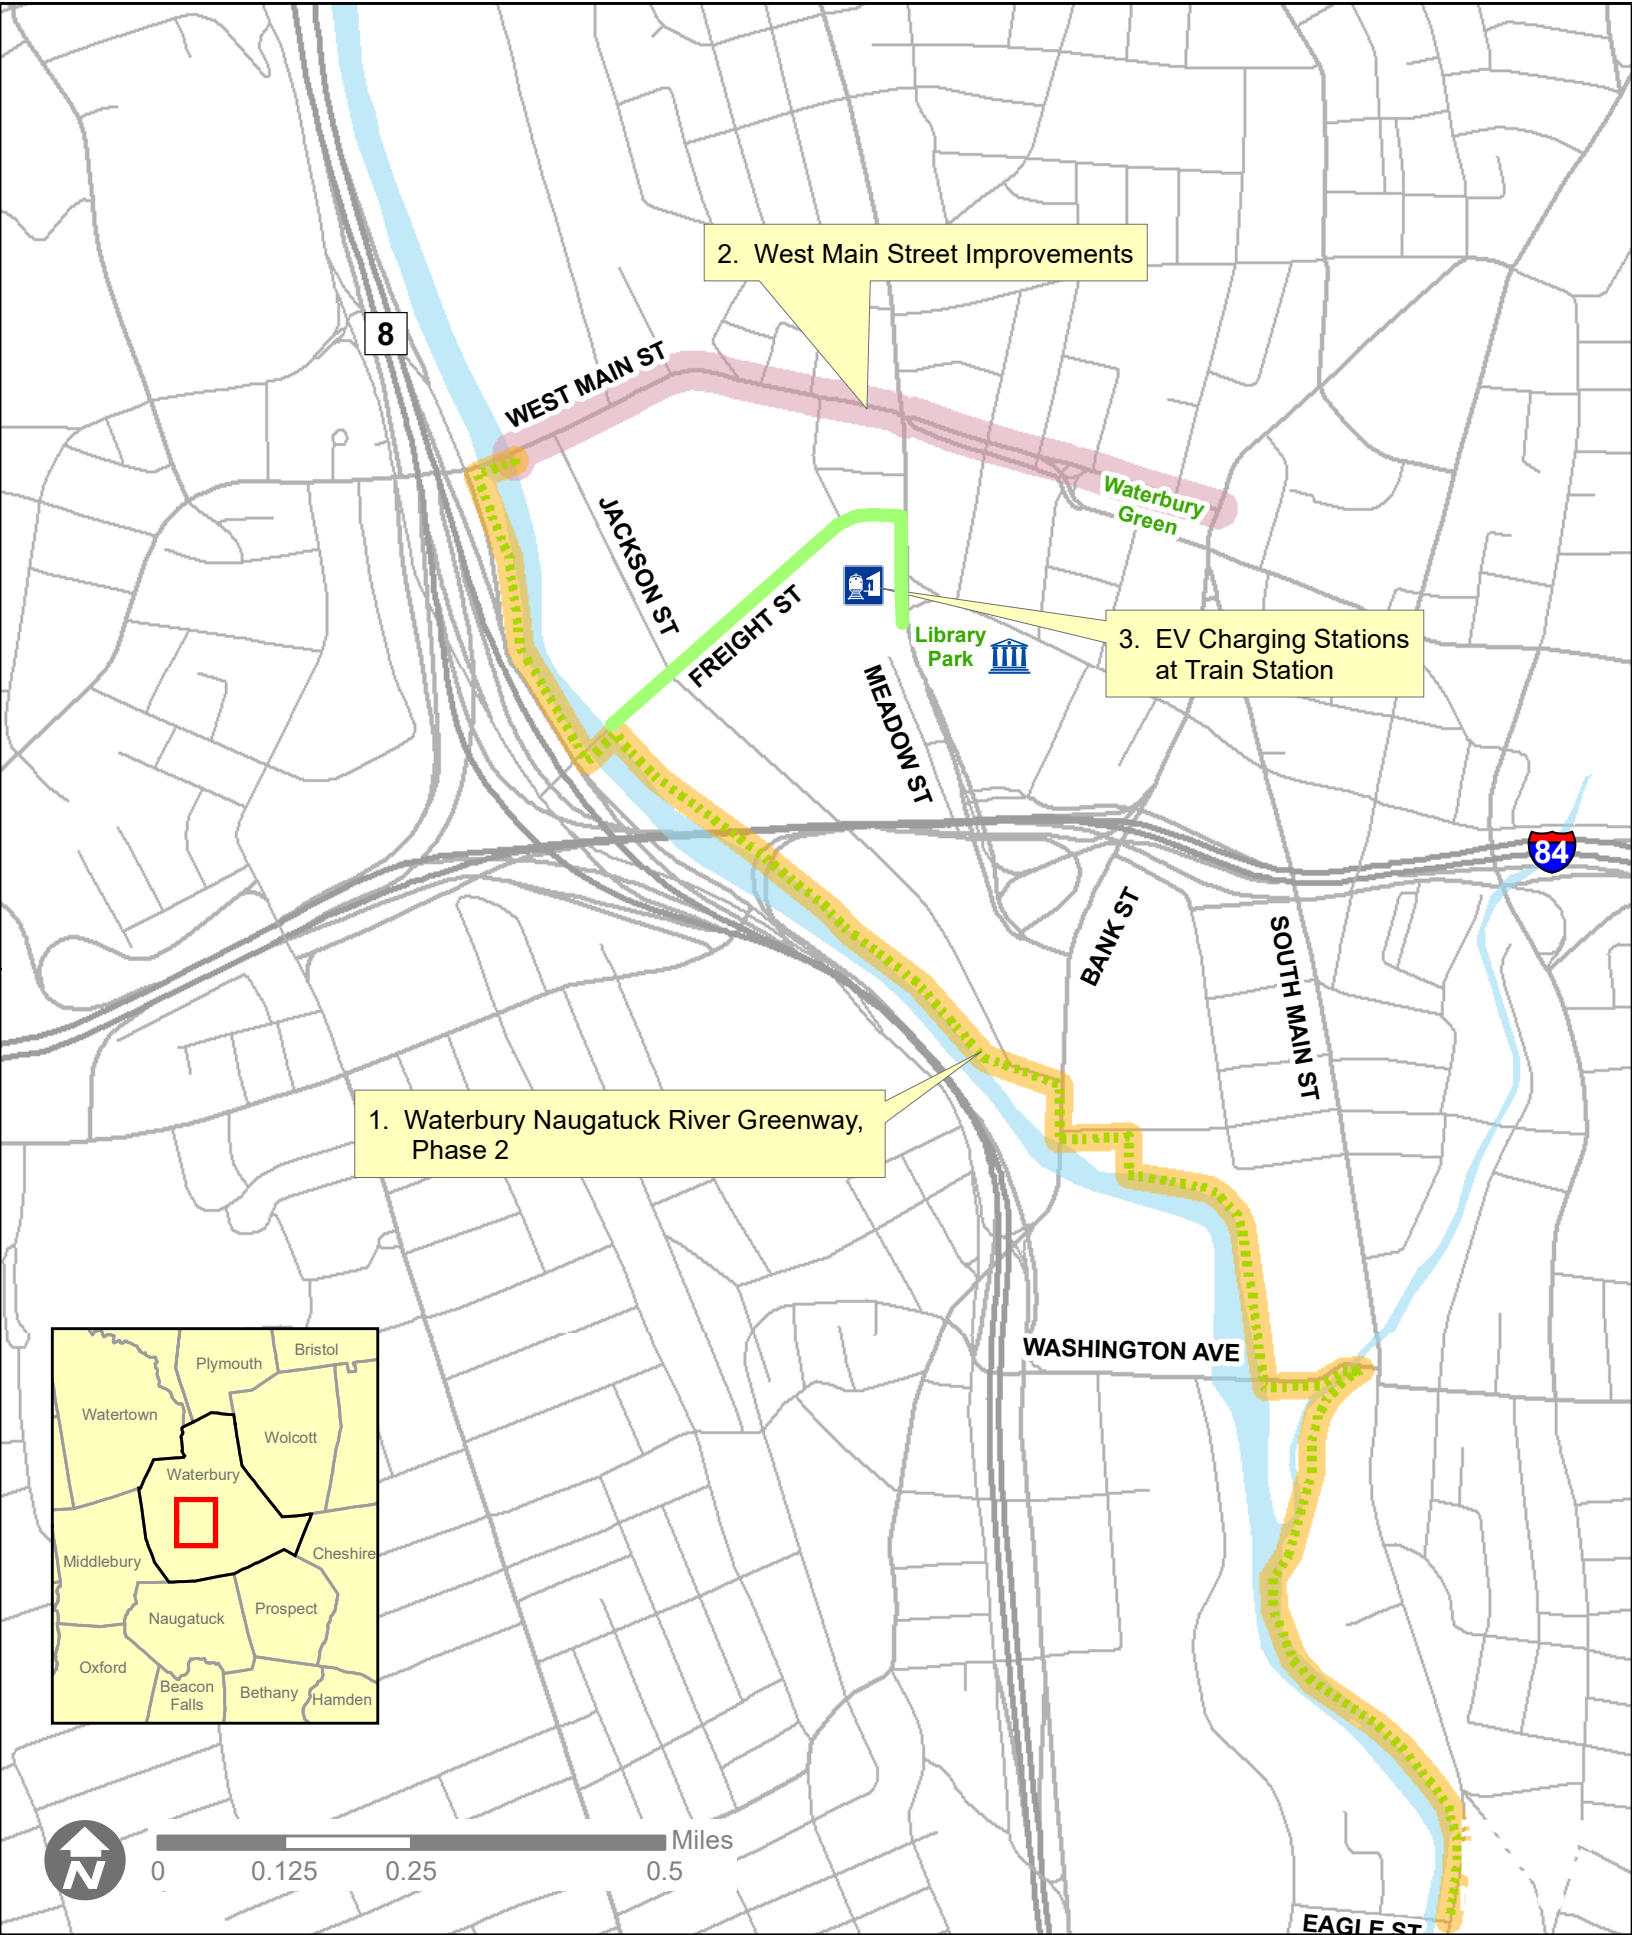 2.  West Main Street Improvements
8
WEST MAIN ST
Waterbury
Green
JACKSON ST
FREIGHT ST
Library
Park
3.  EV Charging Stations
at Train Station
MEADOW ST
84
BANK ST
SOUTH MAIN ST
1.  Waterbury Naugatuck River Greenway,
Phase 2
WASHINGTON AVE
Plymouth
Bristol
Watertown
Wolcott
Waterbury
Middlebury
Cheshire
Naugatuck
Prospect
Oxford
Beacon
Falls
Bethany
Hamden
N
Miles
0
0.125
0.25
0.5
EAGLE ST